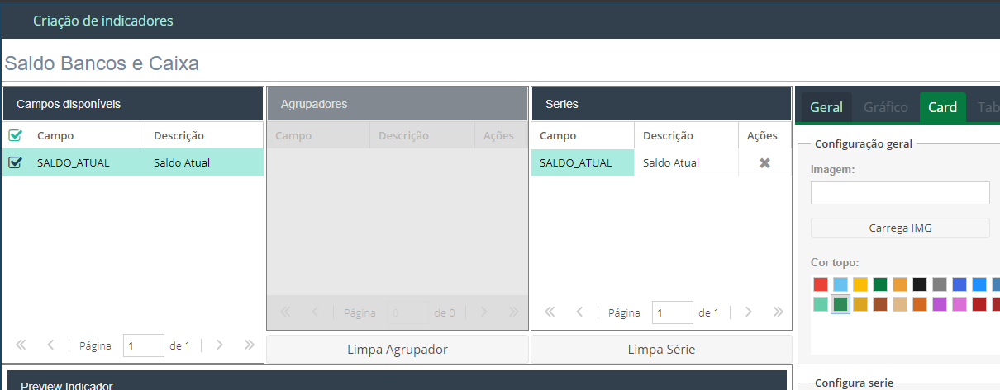 Criação de indicadores
Saldo Bancos e Caixa
Campos disponíveis
Campo Descrição
SALDO_ATUAL Saldo Atual
Página 1 de 1
Agrupadores
Campo Descrição Ações
Página 0 de 0
Limpa Agrupador
Series
Campo Descrição Ações
SALDO_ATUAL Saldo Atual
Página 1 de 1
Limpa Série
Geral Gráfico Card Tab
Configuração geral
Imagem:
Carrega IMG
Cor topo:
Configura serie
Preview Indicador